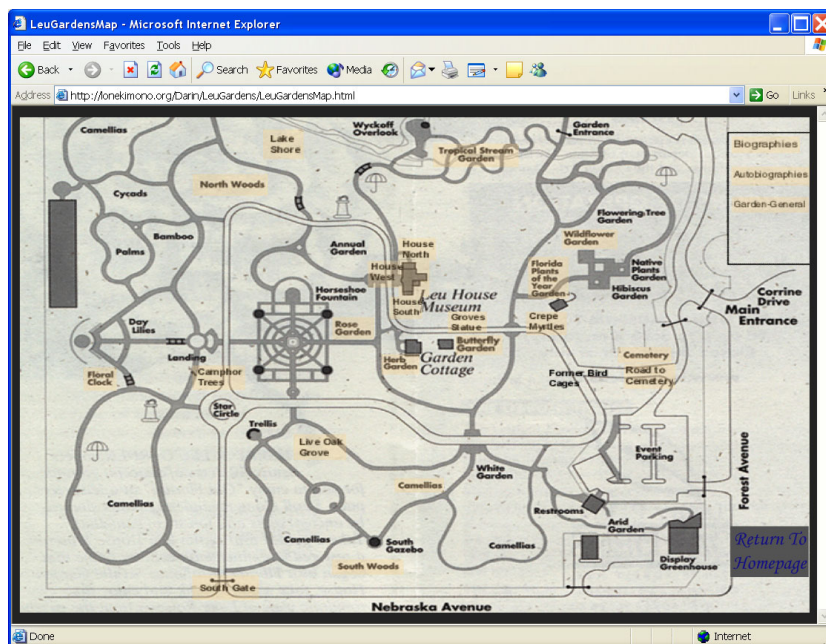 LeuGardensMap - Microsoft Internet Explorer
File Edit View Favorites Tools Help
Back Search Favorites Media
Address http://lonekimono.org/Darin/LeuGardens/LeuGardensMap.html Go Links
Camellias
Lake
Shore
Wyckoff
Overlook
Tropical Stream
Garden
Garden
Entrance
Biographies
Autobiographies
Garden-General
North Woods
Cycads
Bamboo
Palms
Annual
Garden
House
North
House
West
House
South
Horseshoe
Fountain
Leu House
Museum
Flowering Tree
Garden
Wildflower
Garden
Florida
Plants
of the
Year
Garden
Native
Plants
Garden
Hibiscus
Garden
Corrine
Drive
Main
Entrance
Day
Lilies
Landing
Rose
Garden
Groves
Statue
Crepe
Myrtles
Butterfly
Garden
Herb
Garden
Garden
Cottage
Floral
Clock
Camphor
Trees
Former Bird
Cages
Cemetery
Road to
Cemetery
Star
Circle
Trellis
Live Oak
Grove
White
Garden
Event
Parking
Forest Avenue
Camellias
Camellias
Camellias
South
Gazebo
South Woods
Camellias
Restrooms
Arid
Garden
Display
Greenhouse
Return To
Homepage
South Gate
Nebraska Avenue
Done Internet